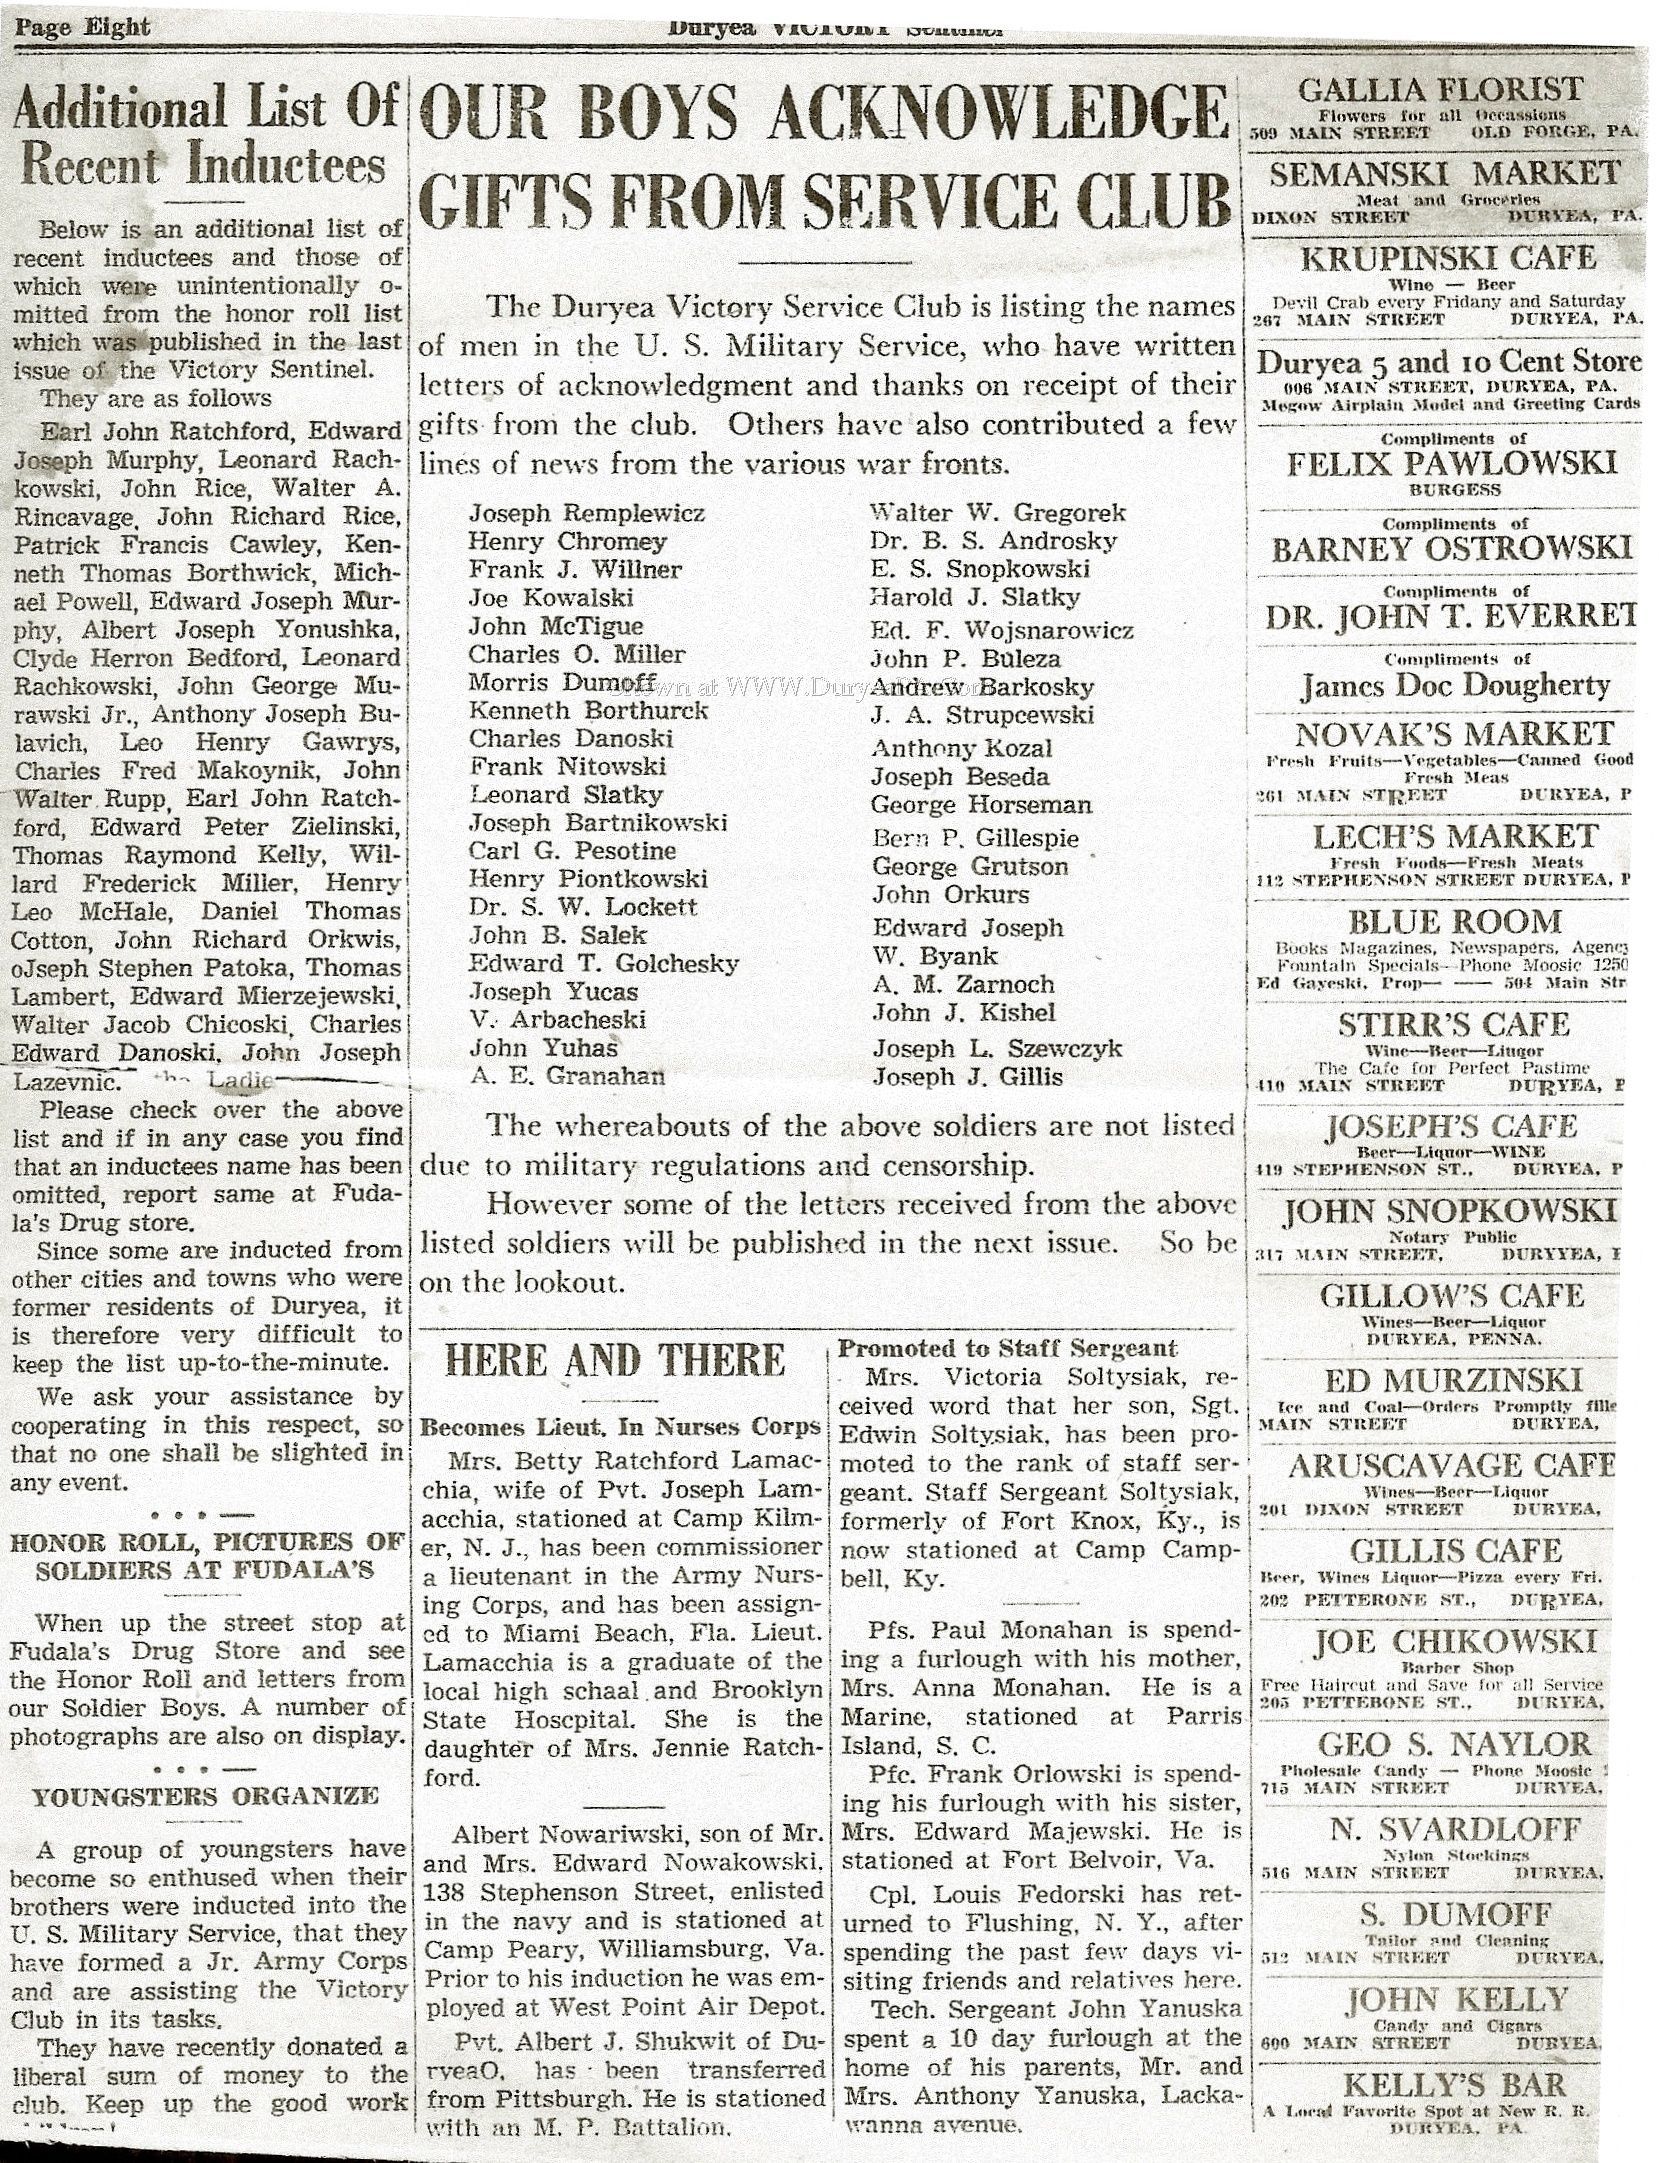 Page Eight
Duryea VICTORY Sentinel
Additional List Of
Recent Inductees
Below is an additional list of
recent inductees and those of
which were unintentionally o-
mitted from the honor roll list
which was published in the last
issue of the Victory Sentinel.
They are as follows
Earl John Ratchford, Edward
Joseph Murphy, Leonard Rach-
kowski, John Rice, Walter A.
Rincavage, John Richard Rice,
Patrick Francis Cawley, Ken-
neth Thomas Borthwick, Mich-
ael Powell, Edward Joseph Mur-
phy, Albert Joseph Yonushka,
Clyde Herron Bedford, Leonard
Rachkowski, John George Mu-
rawski Jr., Anthony Joseph Bu-
lavich, Leo Henry Gawrys,
Charles Fred Makoynik, John
Walter Rupp, Earl John Ratch-
ford, Edward Peter Zielinski,
Thomas Raymond Kelly, Wil-
lard Frederick Miller, Henry
Leo McHale, Daniel Thomas
Cotton, John Richard Orkwis,
oJseph Stephen Patoka, Thomas
Lambert, Edward Mierzejewski,
Walter Jacob Chicoski, Charles
Edward Danoski, John Joseph
Lazevnic.
Please check over the above
list and if in any case you find
that an inductees name has been
omitted, report same at Fuda-
la's Drug store.
Since some are inducted from
other cities and towns who were
former residents of Duryea, it
is therefore very difficult to
keep the list up-to-the-minute.
We ask your assistance by
cooperating in this respect, so
that no one shall be slighted in
any event.
HONOR ROLL, PICTURES OF
SOLDIERS AT FUDALA'S
When up the street stop at
Fudala's Drug Store and see
the Honor Roll and letters from
our Soldier Boys. A number of
photographs are also on display.
YOUNGSTERS ORGANIZE
A group of youngsters have
become so enthused when their
brothers were inducted into the
U. S. Military Service, that they
have formed a Jr. Army Corps
and are assisting the Victory
Club in its tasks.
They have recently donated a
liberal sum of money to the
club. Keep up the good work
OUR BOYS ACKNOWLEDGE
GIFTS FROM SERVICE CLUB
The Duryea Victory Service Club is listing the names
of men in the U. S. Military Service, who have written
letters of acknowledgment and thanks on receipt of their
gifts from the club. Others have also contributed a few
lines of news from the various war fronts.
Joseph Remplewicz
Henry Chromey
Frank J. Willner
Joe Kowalski
John McTigue
Charles O. Miller
Morris Dumoff
Kenneth Borthurck
Charles Danoski
Frank Nitowski
Leonard Slatky
Joseph Bartnikowski
Carl G. Pesotine
Henry Piontkowski
Dr. S. W. Lockett
John B. Salek
Edward T. Golchesky
Joseph Yucas
V. Arbacheski
John Yuhas
A. E. Granahan
Walter W. Gregorek
Dr. B. S. Androsky
E. S. Snopkowski
Harold J. Slatky
Ed. F. Wojsnarowicz
John P. Buleza
Andrew Barkosky
J. A. Strupcewski
Anthony Kozal
Joseph Beseda
George Horseman
Bern P. Gillespie
George Grutson
John Orkurs
Edward Joseph
W. Byank
A. M. Zarnoch
John J. Kishel
Joseph L. Szewczyk
Joseph J. Gillis
The whereabouts of the above soldiers are not listed
due to military regulations and censorship.
However some of the letters received from the above
listed soldiers will be published in the next issue. So be
on the lookout.
HERE AND THERE
Becomes Lieut. In Nurses Corps
Mrs. Betty Ratchford Lamac-
chia, wife of Pvt. Joseph Lam-
acchia, stationed at Camp Kilm-
er, N. J., has been commissioner
a lieutenant in the Army Nurs-
ing Corps, and has been assign-
ed to Miami Beach, Fla. Lieut.
Lamacchia is a graduate of the
local high schaal and Brooklyn
State Hoscpital. She is the
daughter of Mrs. Jennie Ratch-
ford.
Albert Nowariwski, son of Mr.
and Mrs. Edward Nowakowski,
138 Stephenson Street, enlisted
in the navy and is stationed at
Camp Peary, Williamsburg, Va.
Prior to his induction he was em-
ployed at West Point Air Depot.
Pvt. Albert J. Shukwit of Du-
ryeaO, has been transferred
from Pittsburgh. He is stationed
with an M. P. Battalion.
Promoted to Staff Sergeant
Mrs. Victoria Soltysiak, re-
ceived word that her son, Sgt.
Edwin Soltysiak, has been pro-
moted to the rank of staff ser-
geant. Staff Sergeant Soltysiak,
formerly of Fort Knox, Ky., is
now stationed at Camp Camp-
bell, Ky.
Pfs. Paul Monahan is spend-
ing a furlough with his mother,
Mrs. Anna Monahan. He is a
Marine, stationed at Parris
Island, S. C.
Pfc. Frank Orlowski is spend-
ing his furlough with his sister,
Mrs. Edward Majewski. He is
stationed at Fort Belvoir, Va.
Cpl. Louis Fedorski has ret-
urned to Flushing, N. Y., after
spending the past few days vi-
siting friends and relatives here.
Tech. Sergeant John Yanuska
spent a 10 day furlough at the
home of his parents, Mr. and
Mrs. Anthony Yanuska, Lacka-
wanna avenue.
GALLIA FLORIST
Flowers for all Occassions
509 MAIN STREET OLD FORGE, PA.
SEMANSKI MARKET
Meat and Groceries
DIXON STREET DURYEA, PA.
KRUPINSKI CAFE
Wine — Beer
Devil Crab every Fridany and Saturday
267 MAIN STREET DURYEA, PA.
Duryea 5 and 10 Cent Store
606 MAIN STREET, DURYEA, PA.
Megow Airplain Model and Greeting Cards
Compliments of
FELIX PAWLOWSKI
BURGESS
Compliments of
BARNEY OSTROWSKI
Compliments of
DR. JOHN T. EVERRET
Compliments of
James Doc Dougherty
NOVAK'S MARKET
Fresh Fruits—Vegetables—Canned Good
Fresh Meas
261 MAIN STREET DURYEA, P
LECH'S MARKET
Fresh Foods—Fresh Meats
112 STEPHENSON STREET DURYEA, P
BLUE ROOM
Books Magazines, Newspapers, Agency
Fountain Specials—Phone Moosic 1250
Ed Gayeski, Prop— —— 504 Main Str
STIRR'S CAFE
Wine—Beer—Liuqor
The Cafe for Perfect Pastime
410 MAIN STREET DURYEA, P
JOSEPH'S CAFE
Beer—Liquor—WINE
419 STEPHENSON ST., DURYEA, P
JOHN SNOPKOWSKI
Notary Public
317 MAIN STREET, DURYYEA, P
GILLOW'S CAFE
Wines—Beer—Liquor
DURYEA, PENNA.
ED MURZINSKI
Ice and Coal—Orders Promptly fille
MAIN STREET DURYEA,
ARUSCAVAGE CAFE
Wines—Beer—Liquor
201 DIXON STREET DURYEA,
GILLIS CAFE
Beer, Wines Liquor—Pizza every Fri.
202 PETTERONE ST., DURYEA,
JOE CHIKOWSKI
Barber Shop
Free Haircut and Save for all Service
205 PETTEBONE ST., DURYEA,
GEO S. NAYLOR
Pholesale Candy — Phone Moosic
715 MAIN STREET DURYEA,
N. SVARDLOFF
Nylon Stockings
516 MAIN STREET DURYEA,
S. DUMOFF
Tailor and Cleaning
512 MAIN STREET DURYEA,
JOHN KELLY
Candy and Cigars
600 MAIN STREET DURYEA,
KELLY'S BAR
A Local Favorite Spot at New R. R.
DURYEA, PA.